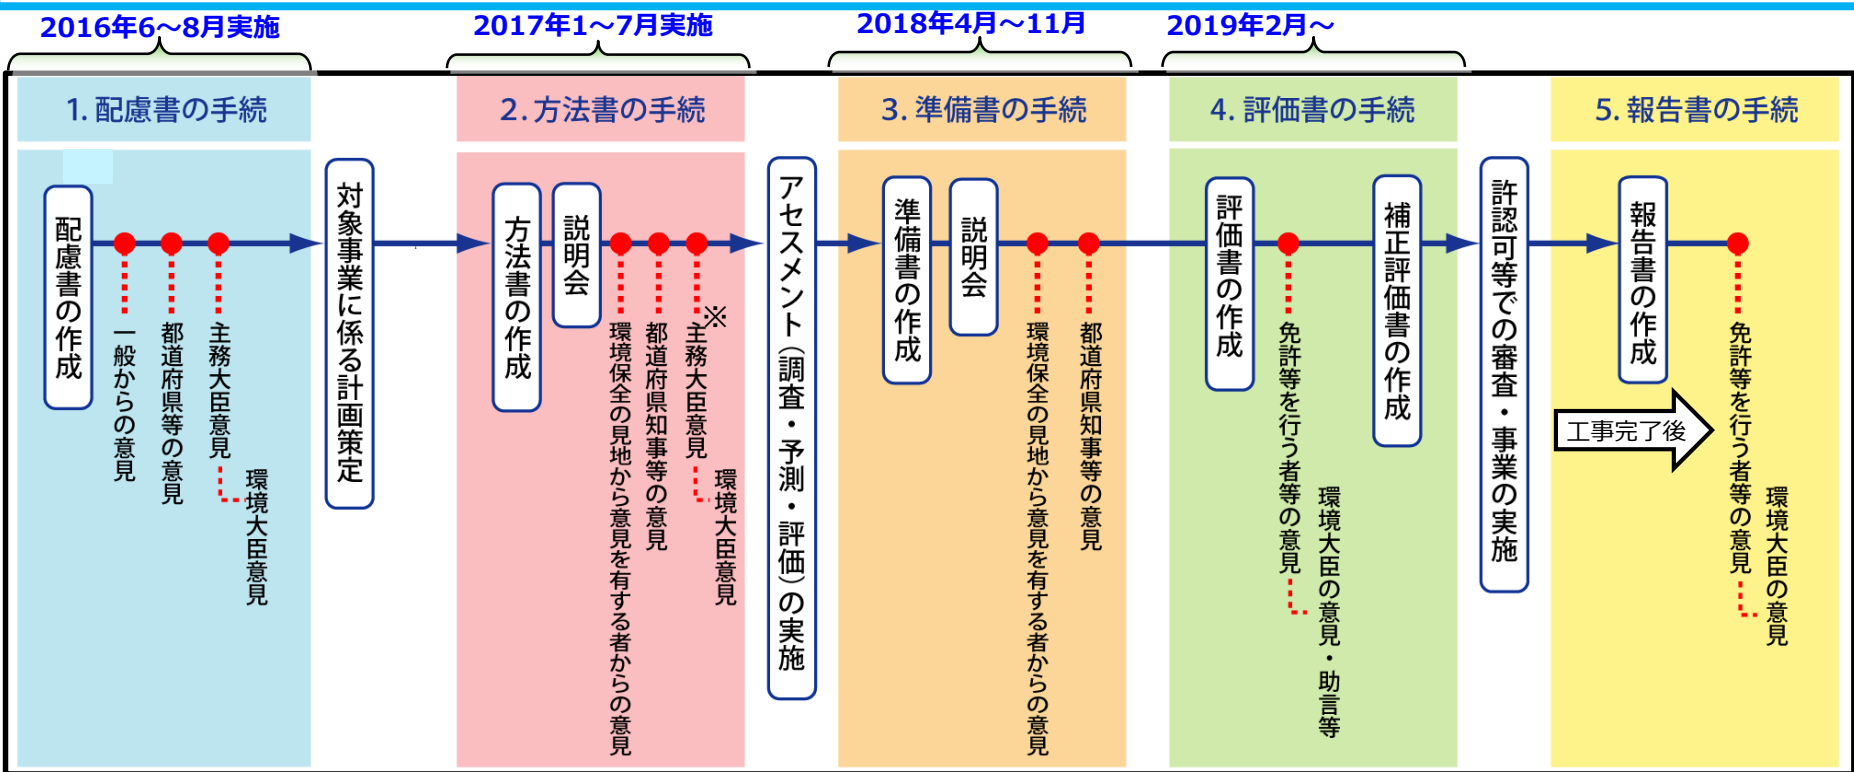 2016年6～8月実施
2017年1～7月実施
2018年4月～11月
2019年2月～
1.配慮書の手続
2.方法書の手続
3.準備書の手続
4.評価書の手続
5.報告書の手続
配慮書の作成
一般からの意見
都道府県等の意見
主務大臣意見
環境大臣意見
対象事業に係る計画策定
方法書の作成
説明会
環境保全の見地から意見を有する者からの意見
都道府県知事等の意見
主務大臣意見
※
環境大臣意見
アセスメント(調査・予測・評価)の実施
準備書の作成
説明会
環境保全の見地から意見を有する者からの意見
都道府県知事等の意見
評価書の作成
免許等を行う者等の意見
環境大臣の意見・助言等
補正評価書の作成
許認可等での審査・事業の実施
報告書の作成
工事完了後
免許等を行う者等の意見
環境大臣の意見